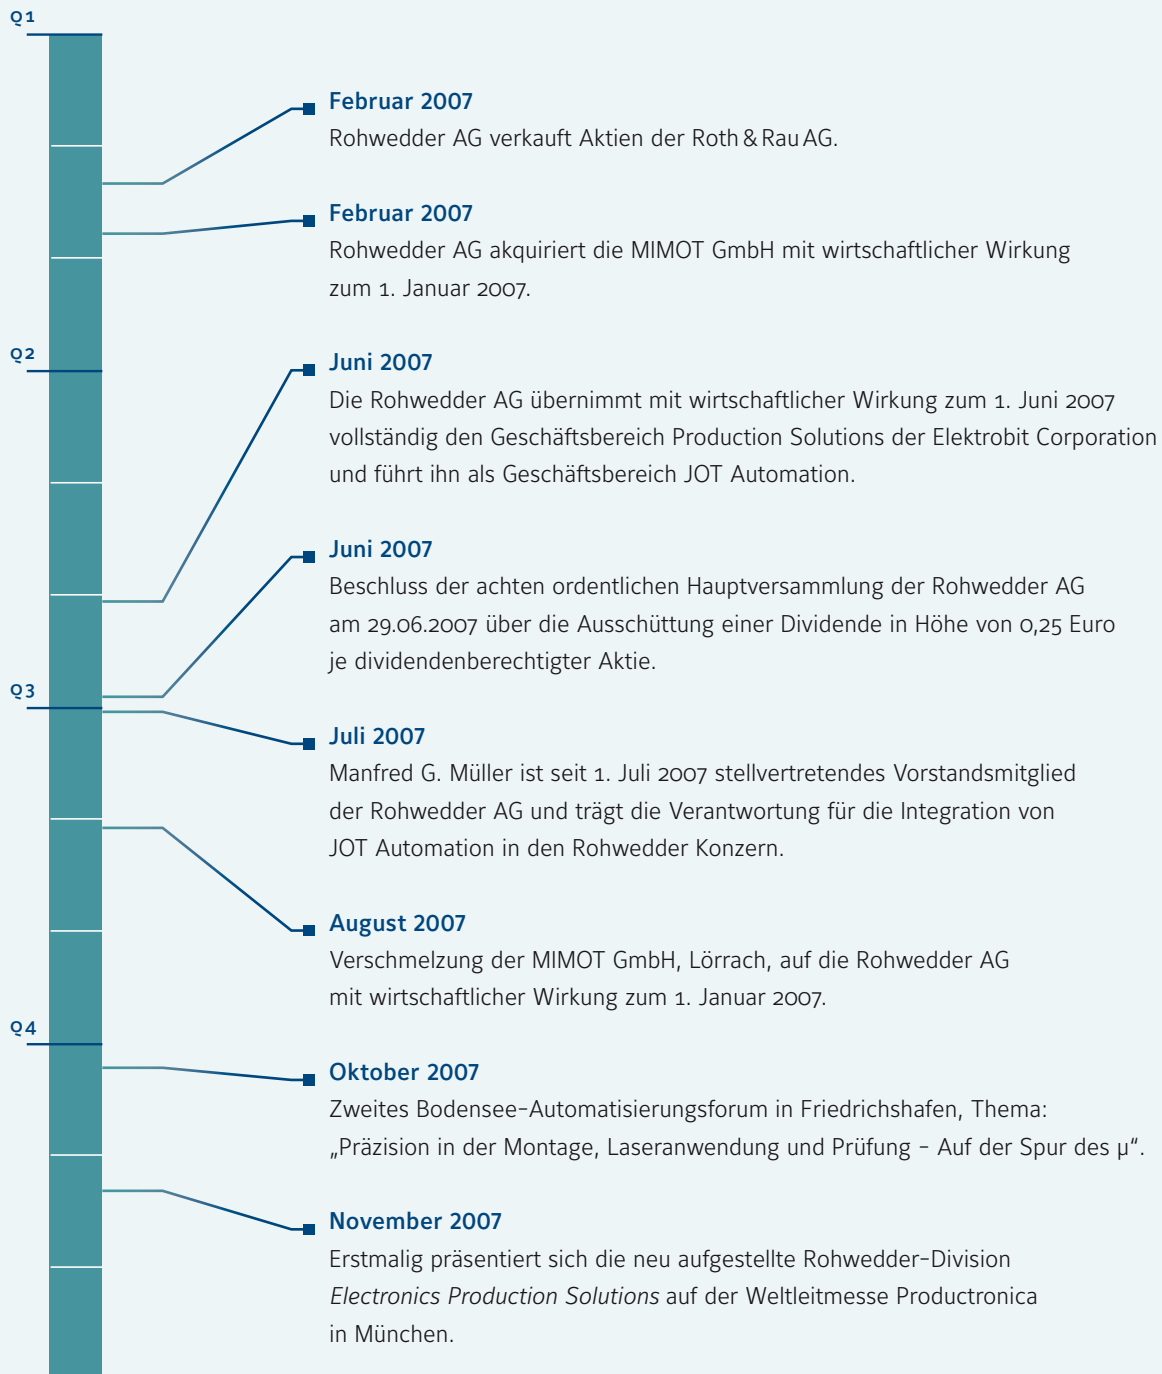 Q1
Februar 2007
Rohwedder AG verkauft Aktien der Roth & Rau AG.
Februar 2007
Rohwedder AG akquiriert die MIMOT GmbH mit wirtschaftlicher Wirkung
zum 1. Januar 2007.
Q2
Juni 2007
Die Rohwedder AG übernimmt mit wirtschaftlicher Wirkung zum 1. Juni 2007
vollständig den Geschäftsbereich Production Solutions der Elektrobit Corporation
und führt ihn als Geschäftsbereich JOT Automation.
Juni 2007
Beschluss der achten ordentlichen Hauptversammlung der Rohwedder AG
am 29.06.2007 über die Ausschüttung einer Dividende in Höhe von 0,25 Euro
je dividendenberechtigter Aktie.
Q3
Juli 2007
Manfred G. Müller ist seit 1. Juli 2007 stellvertretendes Vorstandsmitglied
der Rohwedder AG und trägt die Verantwortung für die Integration von
JOT Automation in den Rohwedder Konzern.
August 2007
Verschmelzung der MIMOT GmbH, Lörrach, auf die Rohwedder AG
mit wirtschaftlicher Wirkung zum 1. Januar 2007.
Q4
Oktober 2007
Zweites Bodensee-Automatisierungsforum in Friedrichshafen, Thema:
„Präzision in der Montage, Laseranwendung und Prüfung – Auf der Spur des µ“.
November 2007
Erstmalig präsentiert sich die neu aufgestellte Rohwedder-Division
Electronics Production Solutions auf der Weltleitmesse Productronica
in München.